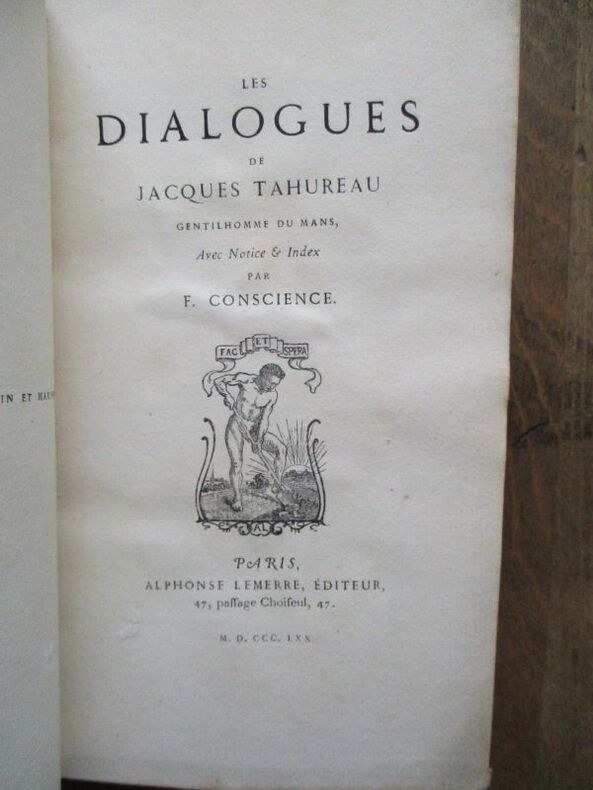 LES
DIALOGUES
DE
JACQUES TAHUREAU
GENTILHOMME DU MANS,
Avec Notice & Index
PAR
F. CONSCIENCE.
FAC ET SPERA
AL
PARIS,
ALPHONSE LEMERRE, ÉDITEUR,
47, paſſage Choiſeul, 47.
M. D. CCC. LXX.
ET